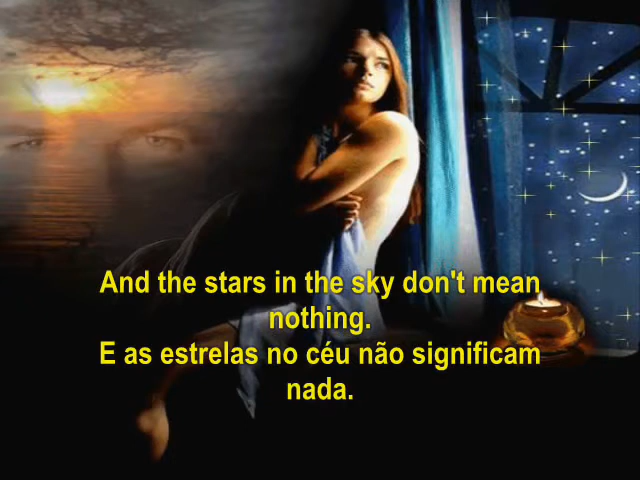 And the stars in the sky don't mean
nothing.
E as estrelas no céu não significam
nada.